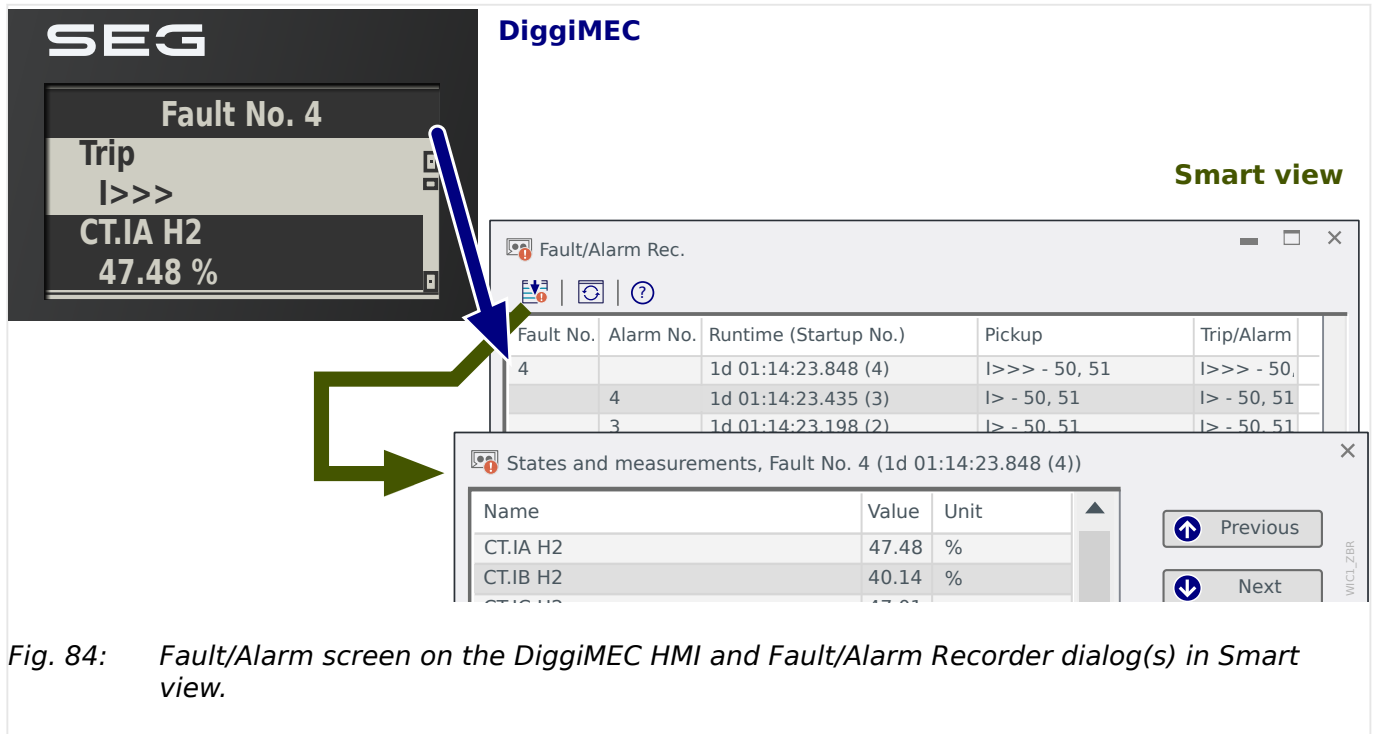 SEG
DiggiMEC
Fault No. 4
Trip
I>>>
CT.IA H2
47.48 %
Smart view
Fault/Alarm Rec.
Fault No. Alarm No. Runtime (Startup No.) Pickup Trip/Alarm
4 1d 01:14:23.848 (4) I>>> - 50, 51 I>>> - 50,
4 1d 01:14:23.435 (3) I> - 50, 51 I> - 50, 51
3 1d 01:14:23.198 (2) I> - 50, 51 I> - 50, 51
States and measurements, Fault No. 4 (1d 01:14:23.848 (4))
Name Value Unit
CT.IA H2 47.48 %
CT.IB H2 40.14 %
Previous
Next
WIC1_ZBR
Fig. 84: Fault/Alarm screen on the DiggiMEC HMI and Fault/Alarm Recorder dialog(s) in Smart
view.